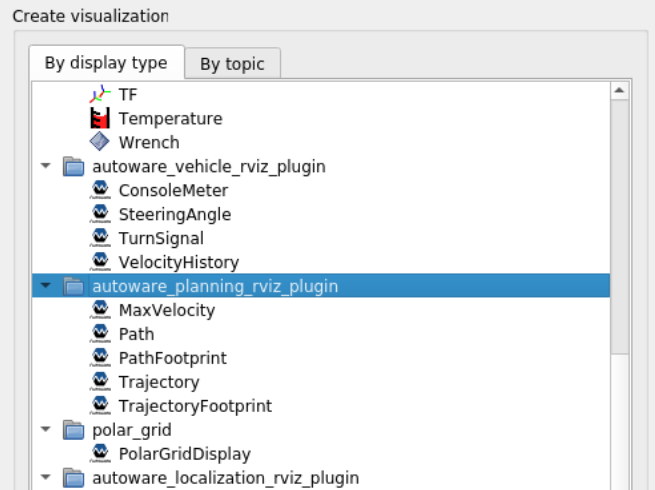 Create visualization
By display type
By topic
TF
Temperature
Wrench
autoware_vehicle_rviz_plugin
ConsoleMeter
SteeringAngle
TurnSignal
VelocityHistory
autoware_planning_rviz_plugin
MaxVelocity
Path
PathFootprint
Trajectory
TrajectoryFootprint
polar_grid
PolarGridDisplay
autoware_localization_rviz_plugin